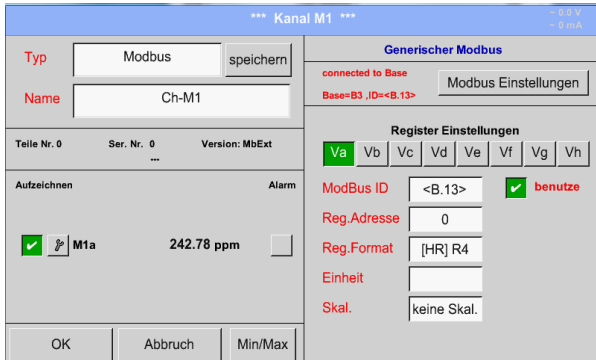 *** Kanal M1 ***
~ 0.0 V
~ 0 mA
Typ
Modbus
speichern
Name
Ch-M1
Teile Nr. 0 Ser. Nr. 0 Version: MbExt
...
Aufzeichnen Alarm
M1a 242.78 ppm
OK Abbruch Min/Max
Generischer Modbus
connected to Base
Base=B3 ,ID=<B.13>
Modbus Einstellungen
Register Einstellungen
Va Vb Vc Vd Ve Vf Vg Vh
ModBus ID <B.13> benutze
Reg.Adresse 0
Reg.Format [HR] R4
Einheit
Skal. keine Skal.